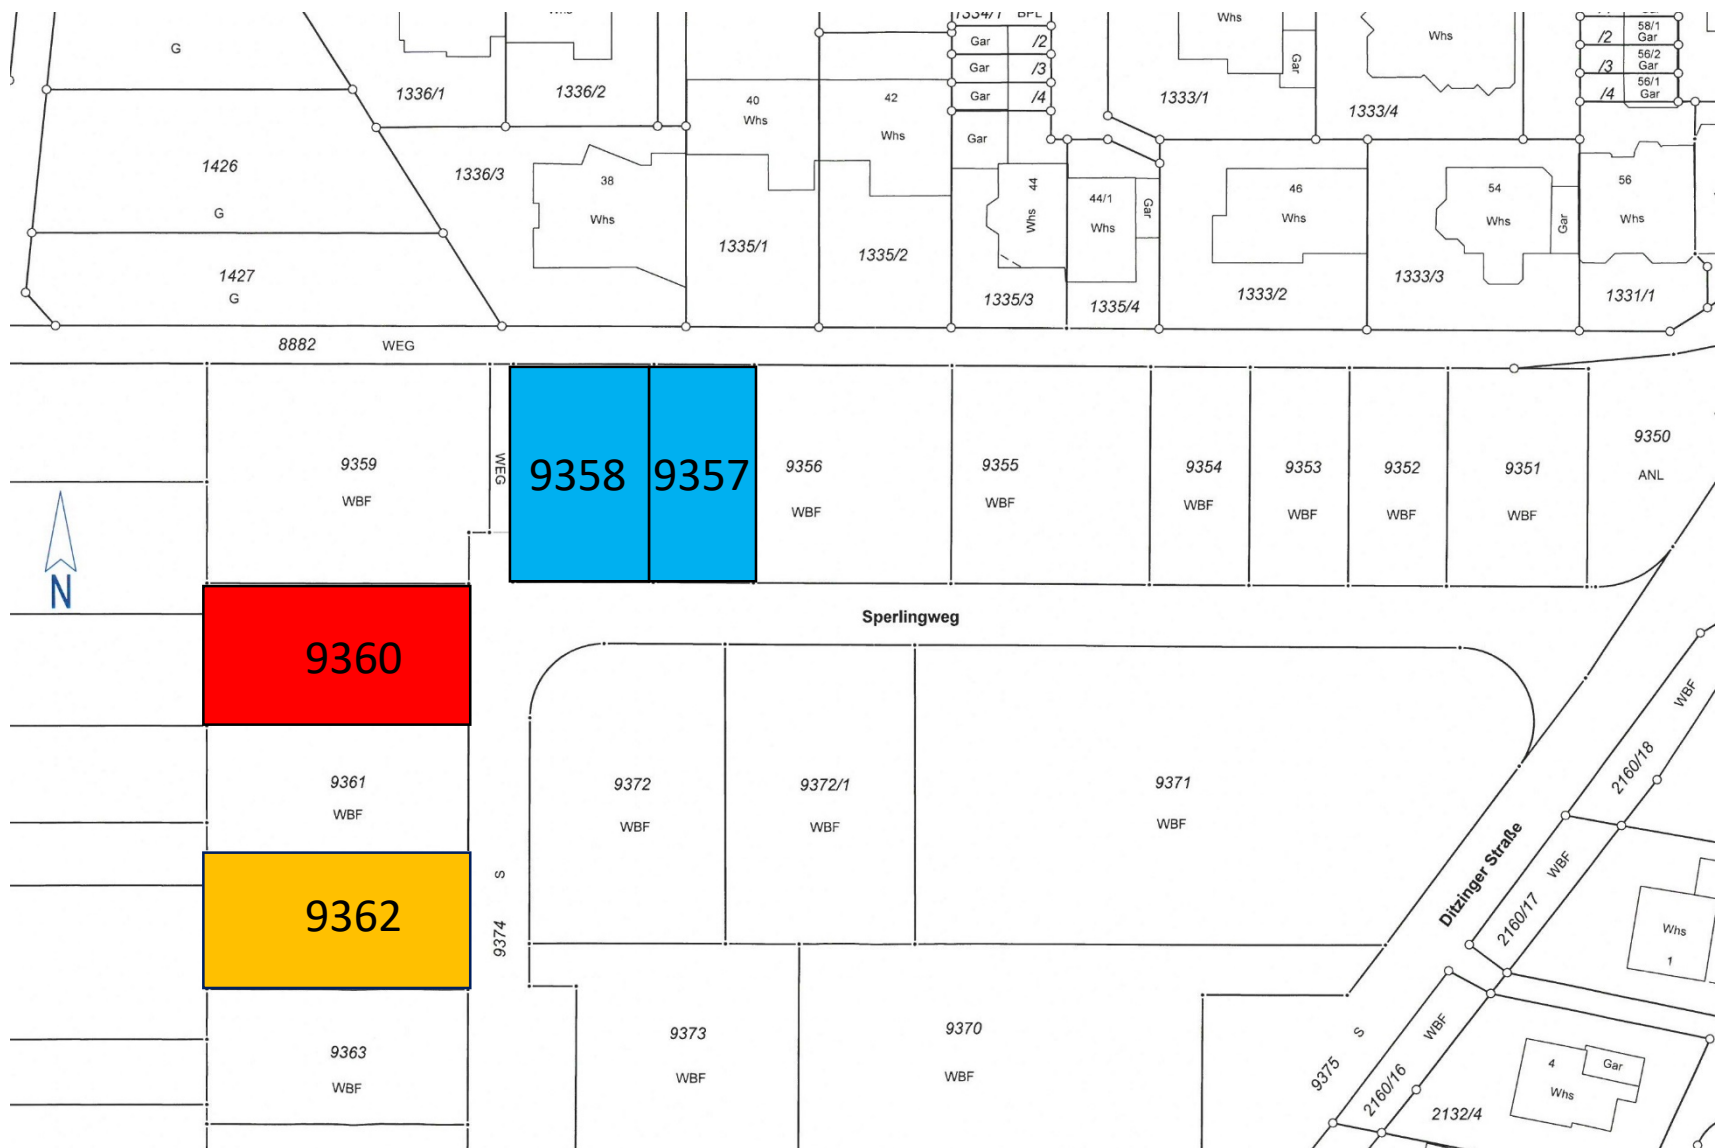 1334/1 BPL
Whs
Whs
58/1
Gar
G
Gar /2
Whs
/2
56/2
Gar
Gar /3
Gar
/3
1336/1
1336/2
Gar /4
1333/1
1333/4
56/1
Gar
/4
40
Whs
42
Whs
Gar
1426
G
1336/3
38
Whs
44
Whs
44/1
Whs
Gar
46
Whs
54
Whs
Gar
56
Whs
1335/1
1335/2
1427
G
1335/3
1335/4
1333/2
1333/3
1331/1
8882 WEG
9359
WBF
WEG
9358
9357
9356
WBF
9355
WBF
9354
WBF
9353
WBF
9352
WBF
9351
WBF
9350
ANL
N
Sperlingweg
9360
9361
WBF
9372
WBF
9372/1
WBF
9371
WBF
WBF
2160/18
9362
S
9374
Ditzinger Straße
WBF
2160/17
Whs
1
9363
WBF
9373
WBF
9370
WBF
S
9375
WBF
2160/16
4
Whs
Gar
2132/4